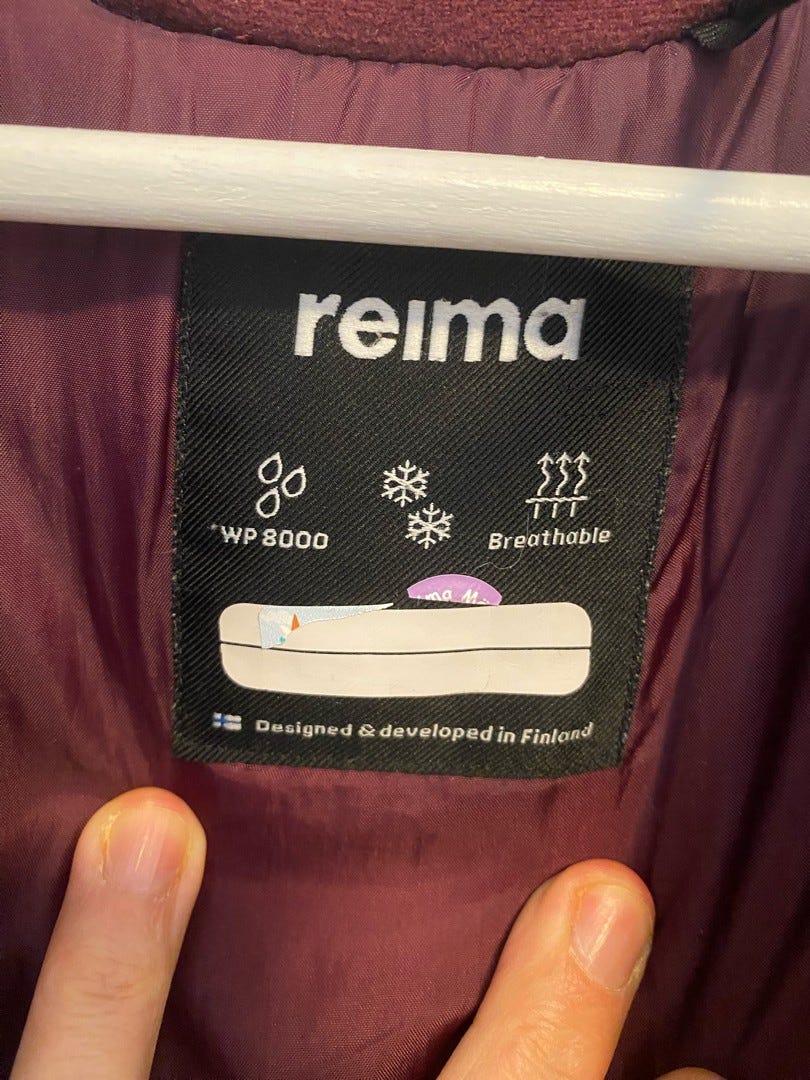 reima
*WP 8000
Breathable
Designed & developed in Finland